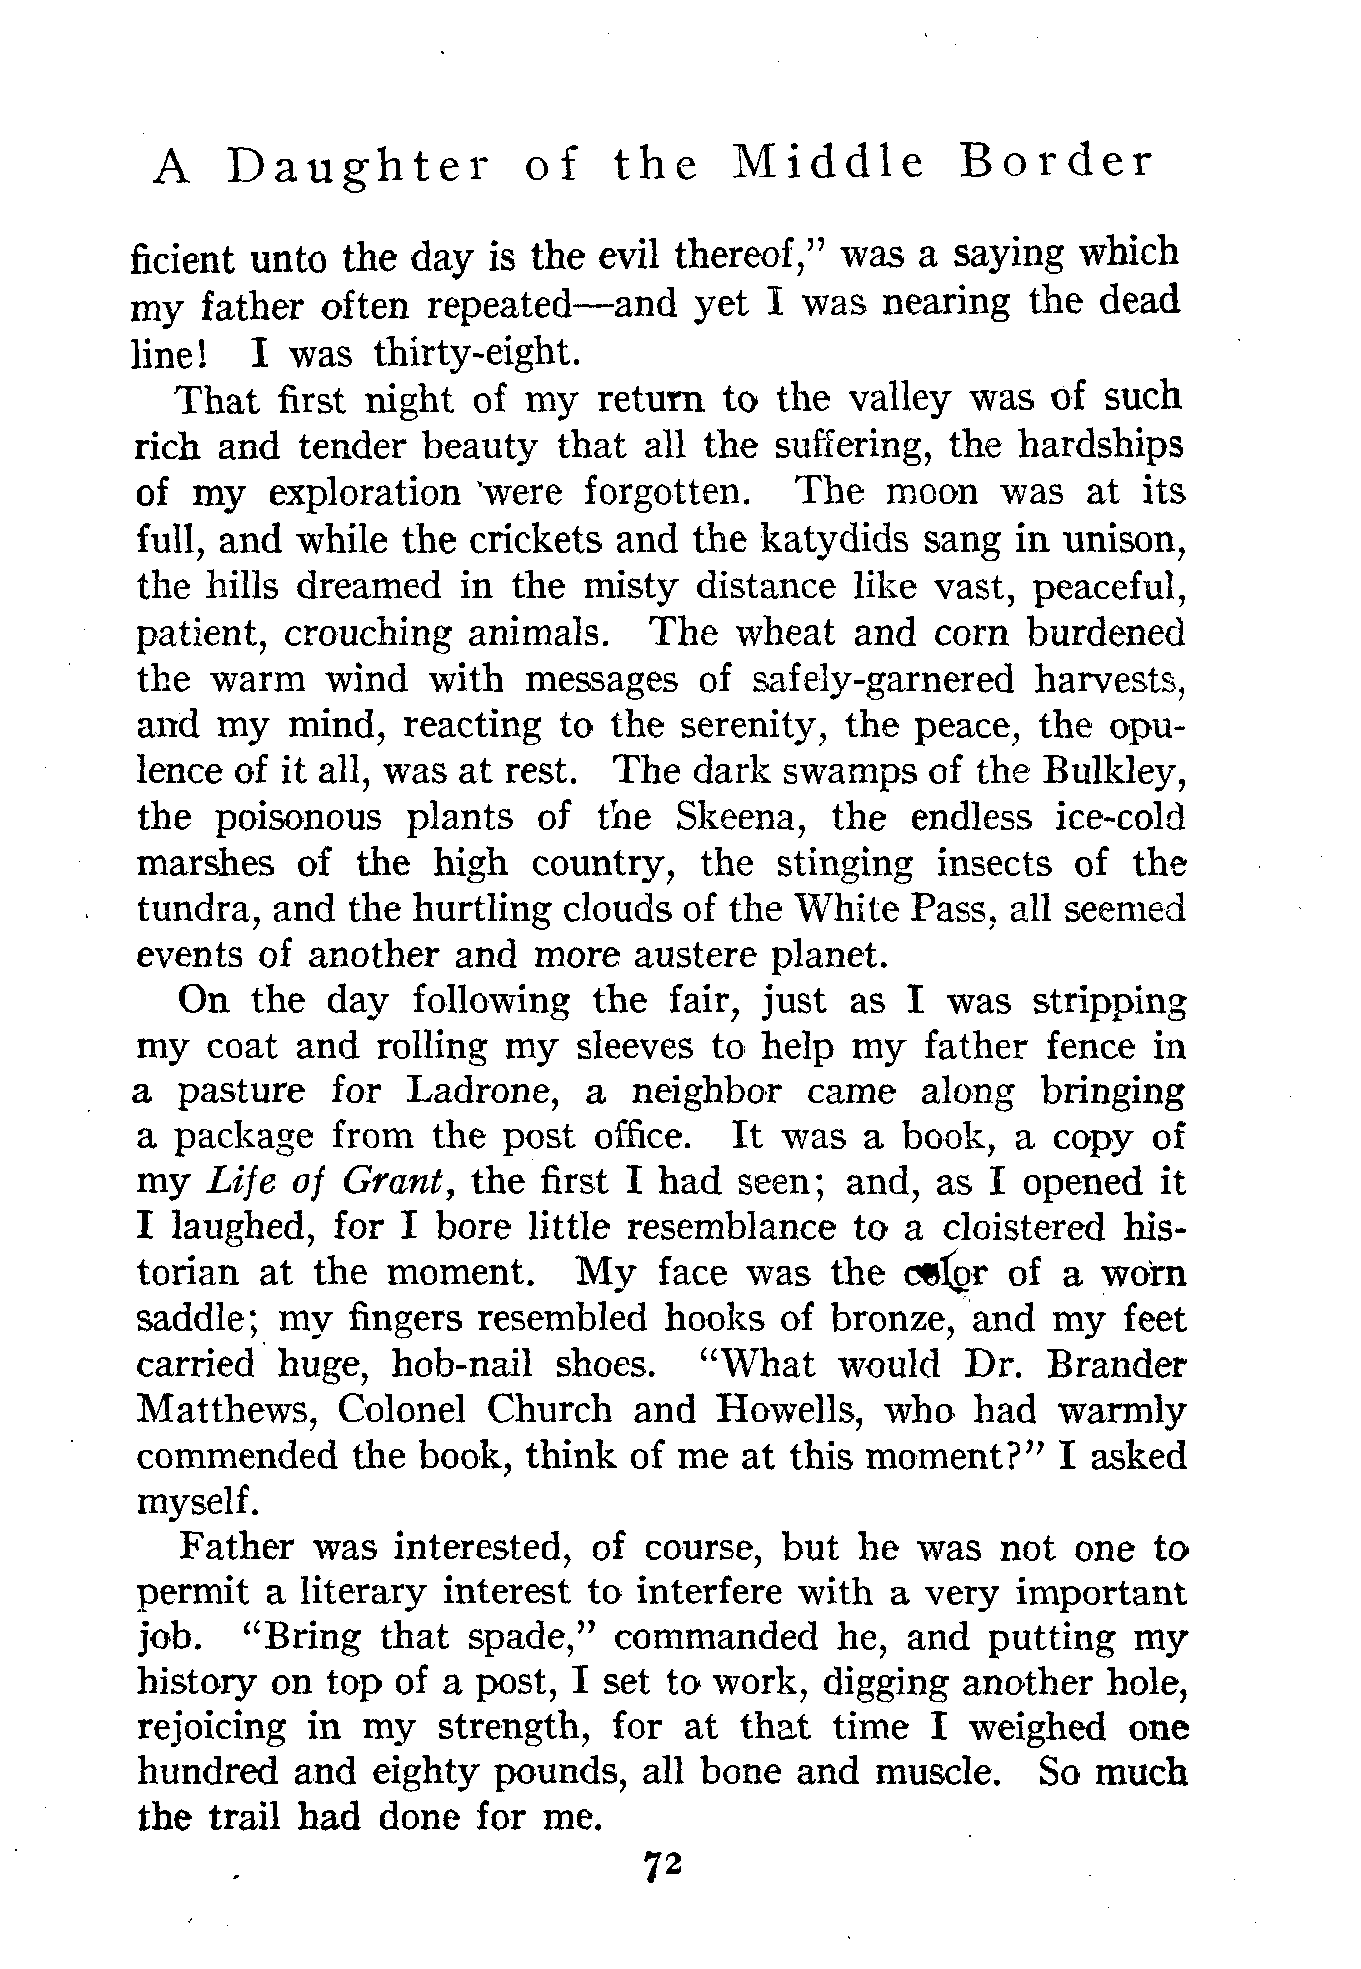 A Daughter of the Middle Border
ficient unto the day is the evil thereof,” was a saying which
my father often repeated—and yet I was nearing the dead
line! I was thirty-eight.
That first night of my return to the valley was of such
rich and tender beauty that all the suffering, the hardships
of my exploration were forgotten. The moon was at its
full, and while the crickets and the katydids sang in unison,
the hills dreamed in the misty distance like vast, peaceful,
patient, crouching animals. The wheat and corn burdened
the warm wind with messages of safely-garnered harvests,
and my mind, reacting to the serenity, the peace, the opu-
lence of it all, was at rest. The dark swamps of the Bulkley,
the poisonous plants of the Skeena, the endless ice-cold
marshes of the high country, the stinging insects of the
tundra, and the hurtling clouds of the White Pass, all seemed
events of another and more austere planet.
On the day following the fair, just as I was stripping
my coat and rolling my sleeves to help my father fence in
a pasture for Ladrone, a neighbor came along bringing
a package from the post office. It was a book, a copy of
my Life of Grant, the first I had seen; and, as I opened it
I laughed, for I bore little resemblance to a cloistered his-
torian at the moment. My face was the color of a worn
saddle; my fingers resembled hooks of bronze, and my feet
carried huge, hob-nail shoes. “What would Dr. Brander
Matthews, Colonel Church and Howells, who had warmly
commended the book, think of me at this moment?” I asked
myself.
Father was interested, of course, but he was not one to
permit a literary interest to interfere with a very important
job. “Bring that spade,” commanded he, and putting my
history on top of a post, I set to work, digging another hole,
rejoicing in my strength, for at that time I weighed one
hundred and eighty pounds, all bone and muscle. So much
the trail had done for me.
72